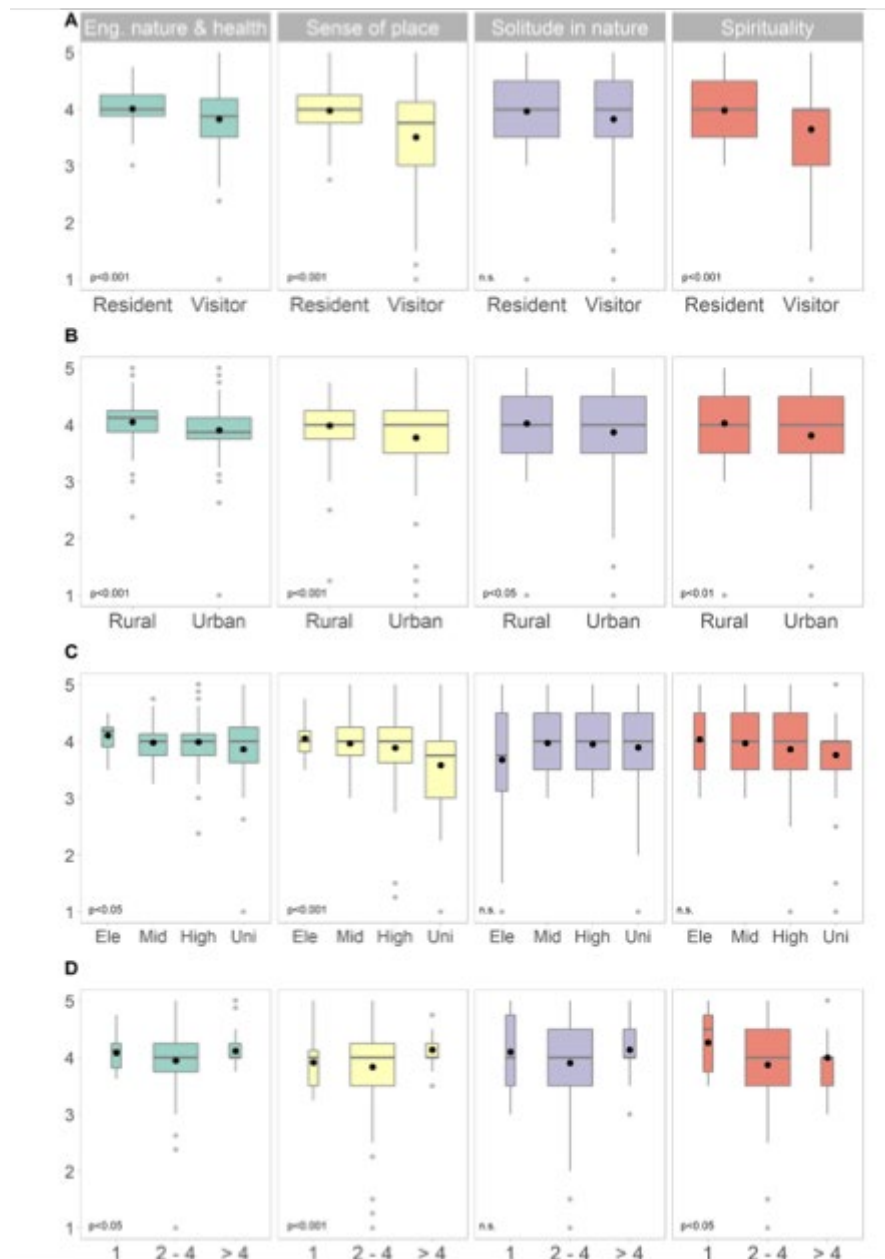 A Eng. nature & health Sense of place Solitude in nature Spirituality
5
4
3
2
1
p<0.001 p<0.001 n.s. p<0.001
Resident Visitor Resident Visitor Resident Visitor Resident Visitor
B
5
4
3
2
1
p<0.001 p<0.001 p<0.05 p<0.01
Rural Urban Rural Urban Rural Urban Rural Urban
C
5
4
3
2
1
p<0.05 p<0.001 n.s. n.s.
Ele Mid High Uni Ele Mid High Uni Ele Mid High Uni Ele Mid High Uni
D
5
4
3
2
1
p<0.05 p<0.001 n.s. p<0.05
1 2 - 4 > 4 1 2 - 4 > 4 1 2 - 4 > 4 1 2 - 4 > 4